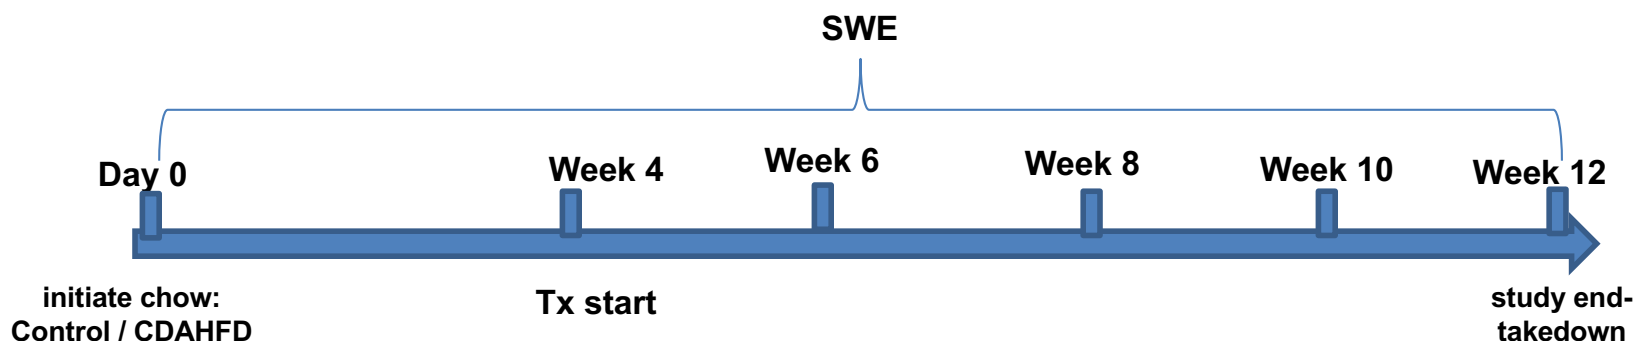 SWE
Day 0
Week 4
Week 6
Week 8
Week 10
Week 12
initiate chow:
Control / CDAHFD
Tx start
study end-
takedown